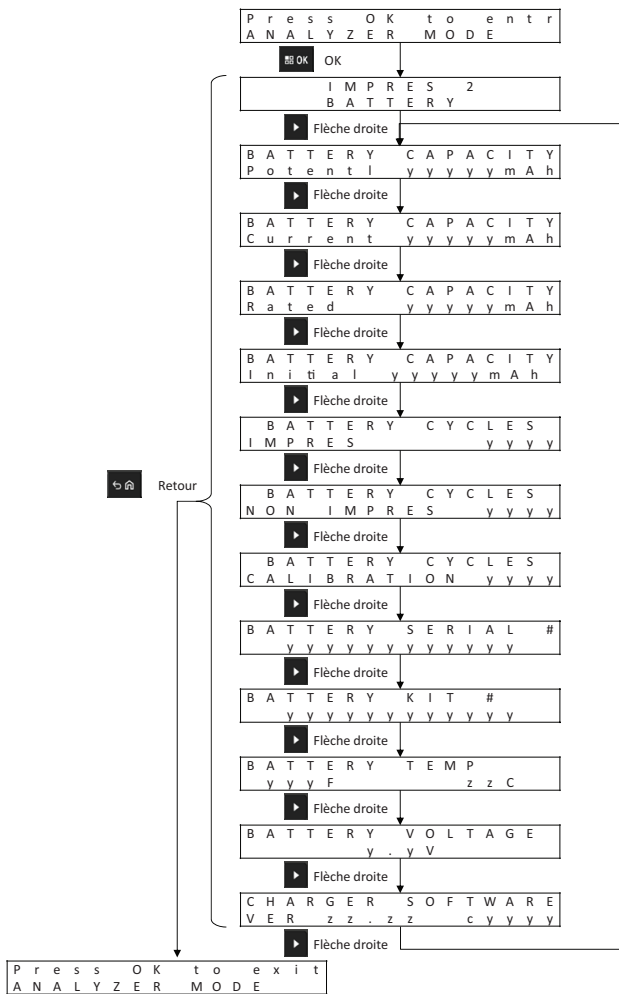 Press OK to entr
ANALYZER MODE
OK OK
IMPRES 2
BATTERY
Flèche droite
BATTERY CAPACITY
Potentl yyyyymAh
Flèche droite
BATTERY CAPACITY
Current yyyyymAh
Flèche droite
BATTERY CAPACITY
Rated yyyyymAh
Flèche droite
BATTERY CAPACITY
Initial yyyyymAh
Flèche droite
BATTERY CYCLES
IMPRES yyyy
Flèche droite
Retour
BATTERY CYCLES
NON IMPRES yyyy
Flèche droite
BATTERY CYCLES
CALIBRATION yyyy
Flèche droite
BATTERY SERIAL #
yyyyyyyyyyyy
Flèche droite
BATTERY KIT #
yyyyyyyyyyyy
Flèche droite
BATTERY TEMP
yyyF zzC
Flèche droite
BATTERY VOLTAGE
y.yV
Flèche droite
CHARGER SOFTWARE
VER zz.zz cyyyy
Flèche droite
Press OK to exit
ANALYZER MODE